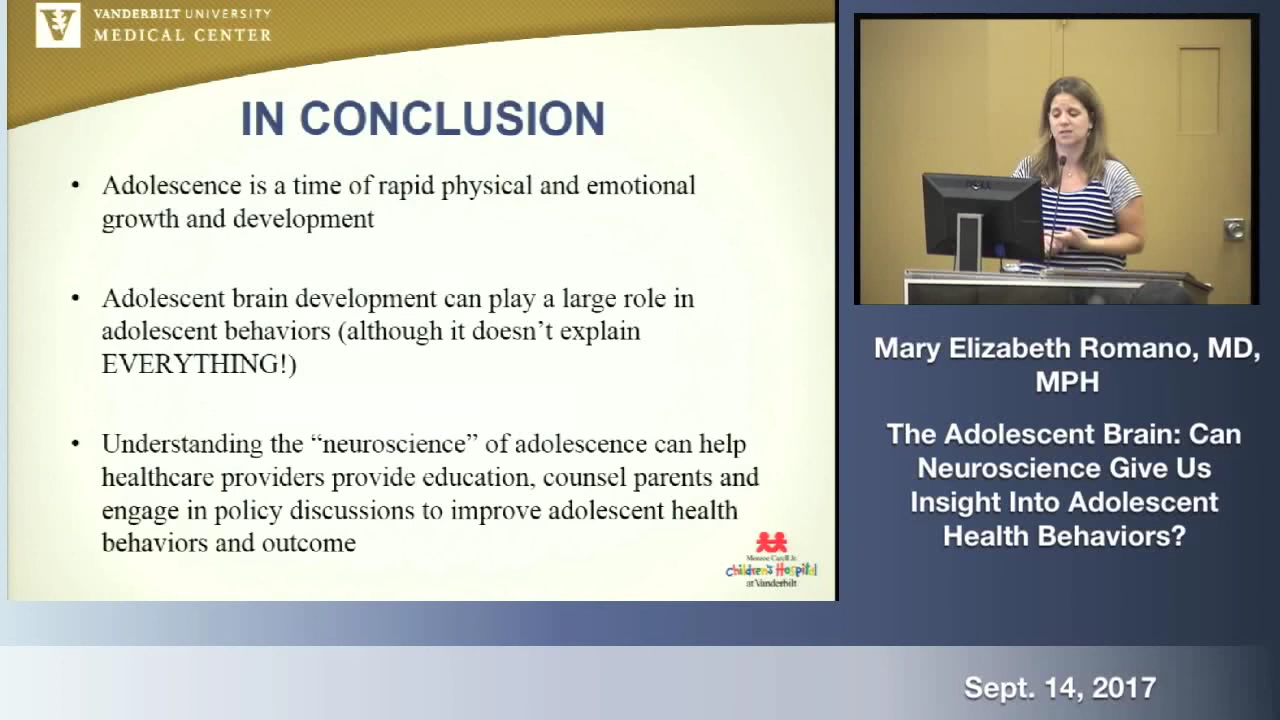 VANDERBILT UNIVERSITY
MEDICAL CENTER
IN CONCLUSION
• Adolescence is a time of rapid physical and emotional
growth and development
• Adolescent brain development can play a large role in
adolescent behaviors (although it doesn’t explain
EVERYTHING!)
• Understanding the “neuroscience” of adolescence can help
healthcare providers provide education, counsel parents and
engage in policy discussions to improve adolescent health
behaviors and outcome
Monroe Carell Jr.
Children's Hospital
at Vanderbilt
DELL
Mary Elizabeth Romano, MD,
MPH
The Adolescent Brain: Can
Neuroscience Give Us
Insight Into Adolescent
Health Behaviors?
Sept. 14, 2017